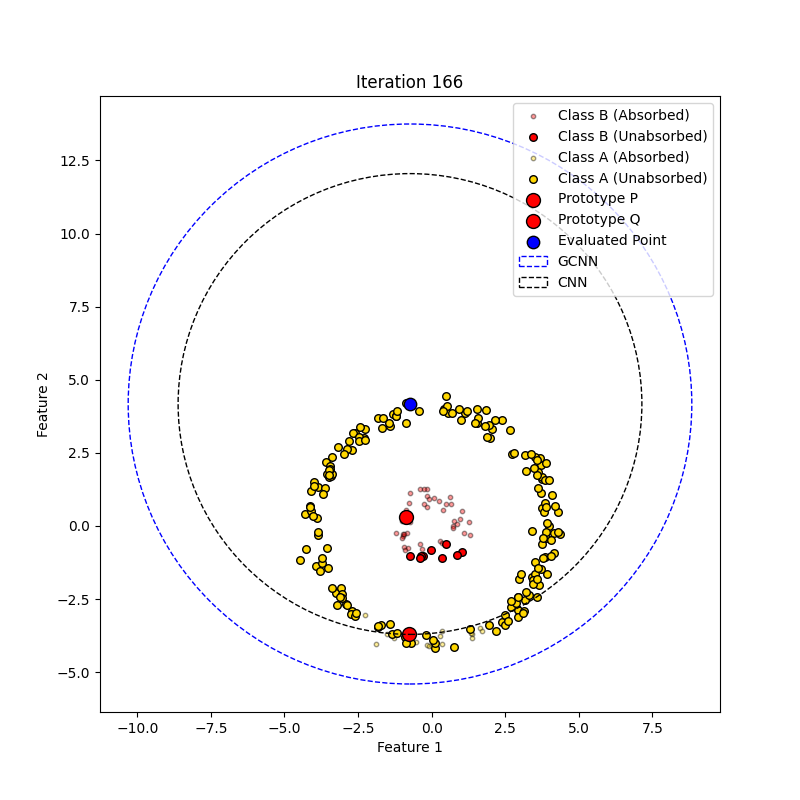 Iteration 166
Class B (Absorbed)
Class B (Unabsorbed)
Class A (Absorbed)
Class A (Unabsorbed)
Prototype P
Prototype Q
Evaluated Point
GCNN
CNN
12.5
10.0
7.5
5.0
2.5
0.0
−2.5
−5.0
Feature 2
−10.0 −7.5 −5.0 −2.5 0.0 2.5 5.0 7.5
Feature 1